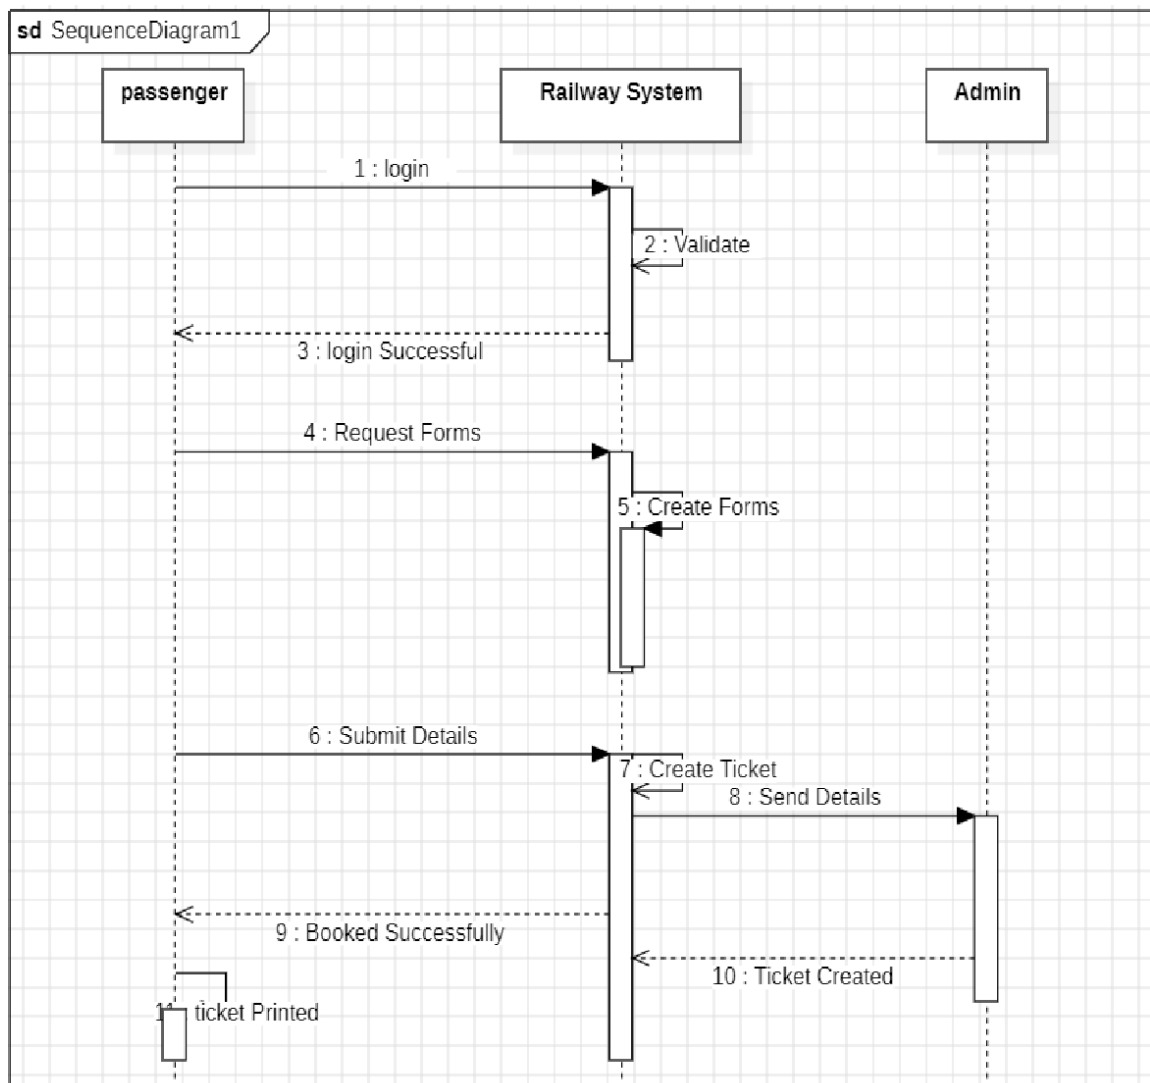 sd SequenceDiagram1
passenger
Railway System
Admin
1 : login
2 : Validate
3 : login Successful
4 : Request Forms
5 : Create Forms
6 : Submit Details
7 : Create Ticket
8 : Send Details
9 : Booked Successfully
10 : Ticket Created
ticket Printed